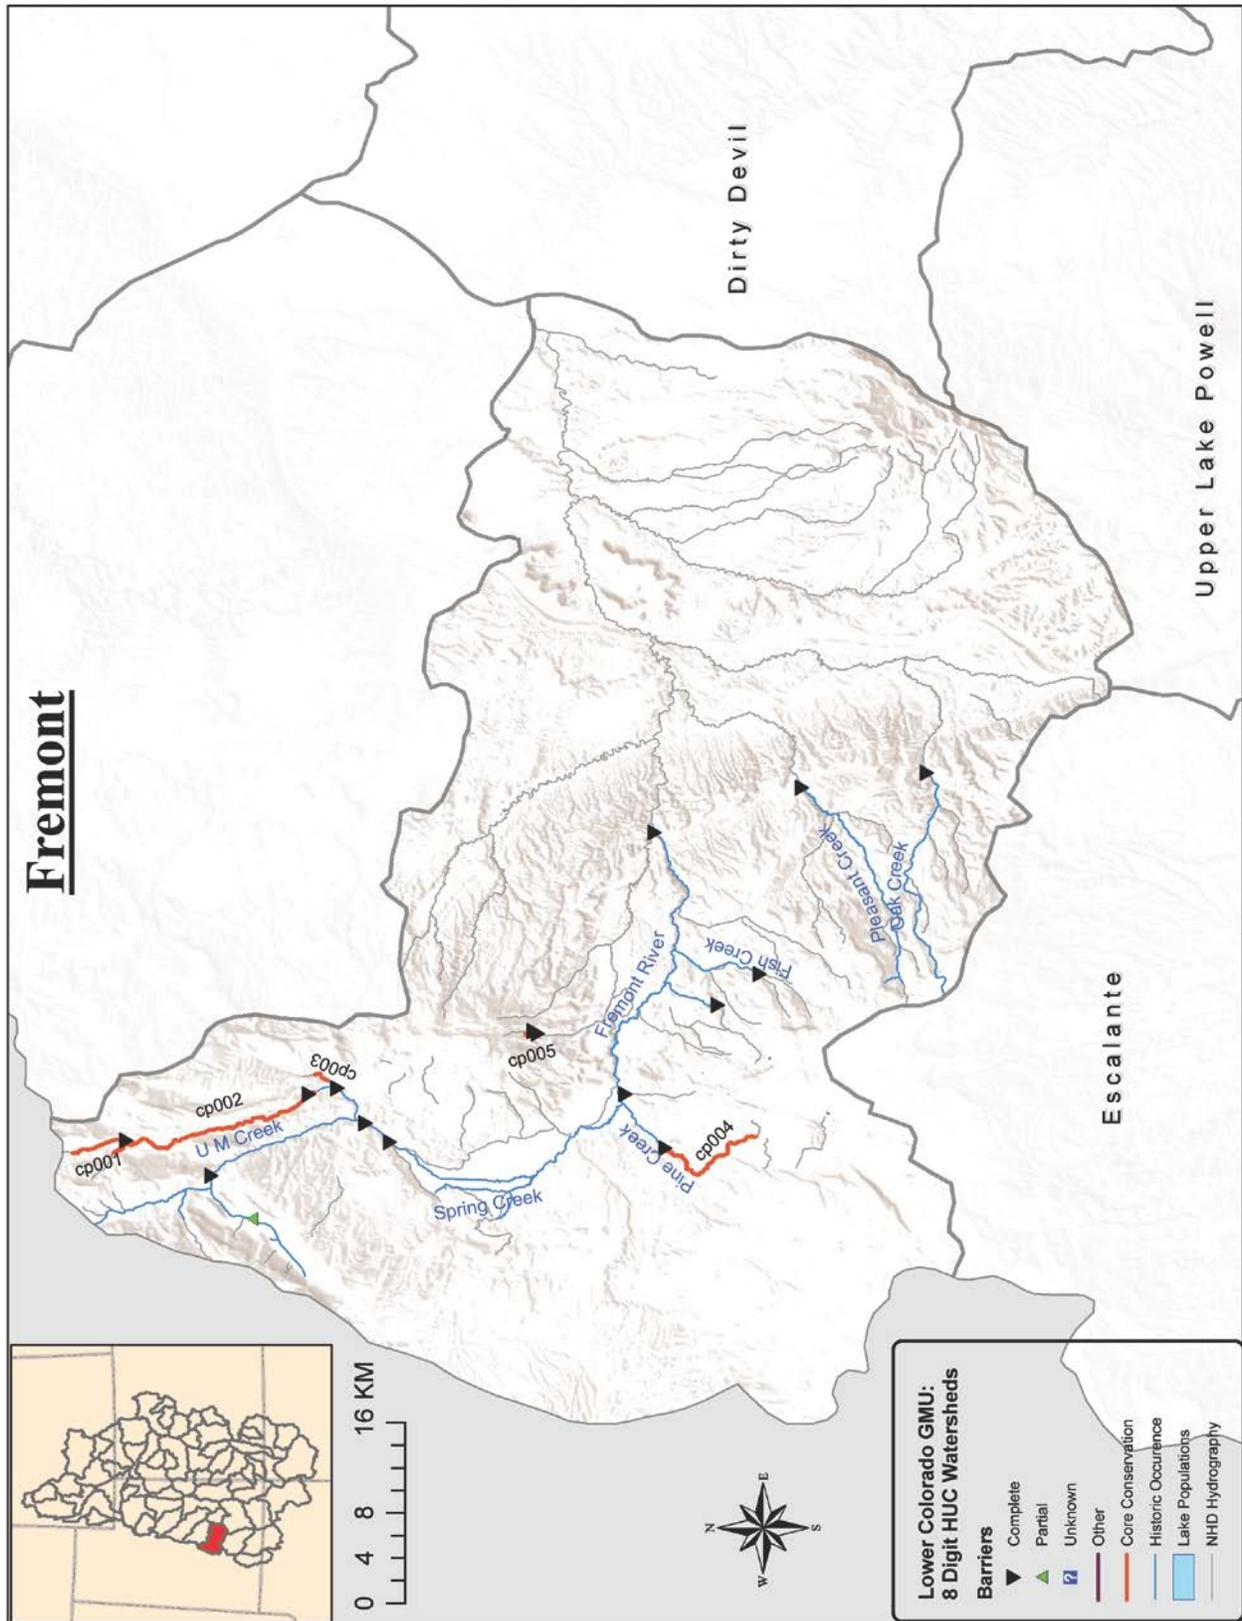 Fremont
Dirty Devil
Upper Lake Powell
Escalante
cp001
cp002
cp003
U M Creek
cp005
Spring Creek
Fremont River
Fish Creek
Pine Creek
cp004
Pleasant Creek
Oak Creek
0 4 8 16 KM
N
W
E
S
Lower Colorado GMU:
8 Digit HUC Watersheds
Barriers
Complete
Partial
? Unknown
Other
Core Conservation
Historic Occurence
Lake Populations
NHD Hydrography